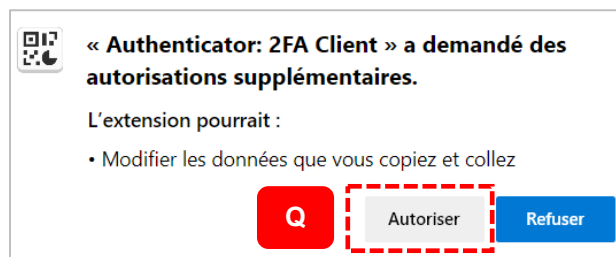 « Authenticator: 2FA Client » a demandé des
autorisations supplémentaires.
L'extension pourrait :
• Modifier les données que vous copiez et collez
Q Autoriser Refuser